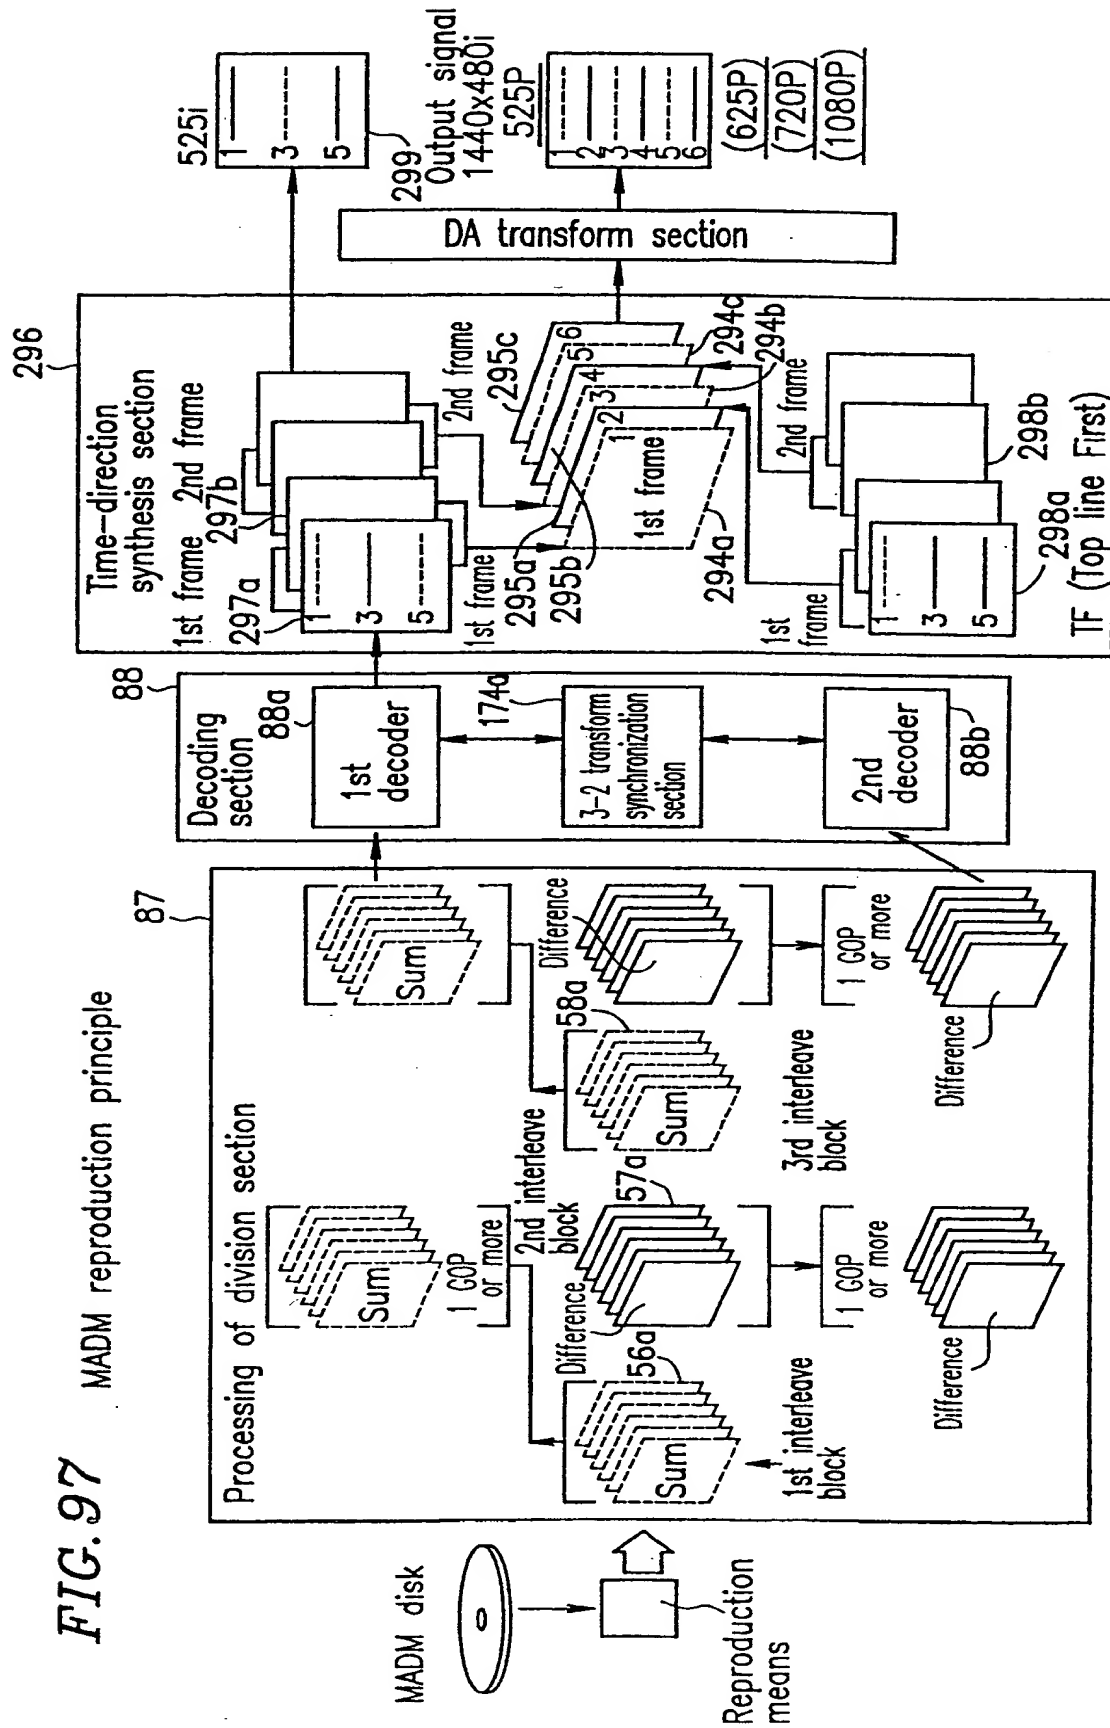 FIG. 97
MADM reproduction principle
MADM disk
Reproduction
means
87
Processing of division section
Sum
1 GOP
or more
Sum
2nd interleave
block
Difference
56a
Sum
1st interleave
block
Difference
57a
58a
Sum
3rd interleave
block
Difference
1 GOP
or more
Difference
1 GOP
or more
Difference
88
Decoding
section
88a
1st
decoder
174a
3-2 transform
synchronization
section
2nd
decoder
88b
296
Time-direction
synthesis section
1st frame
2nd frame
297a
297b
1
3
5
1st frame
2nd frame
295a
295b
295c
1
2
3
4
5
6
1st frame
294a
294b
294c
1st
frame
2nd frame
1
3
5
298a
298b
TF (Top line First)
DA transform section
525i
1
3
5
299
Output signal
1440x480i
525P
1
2
3
4
5
6
(625P)
(720P)
(1080P)